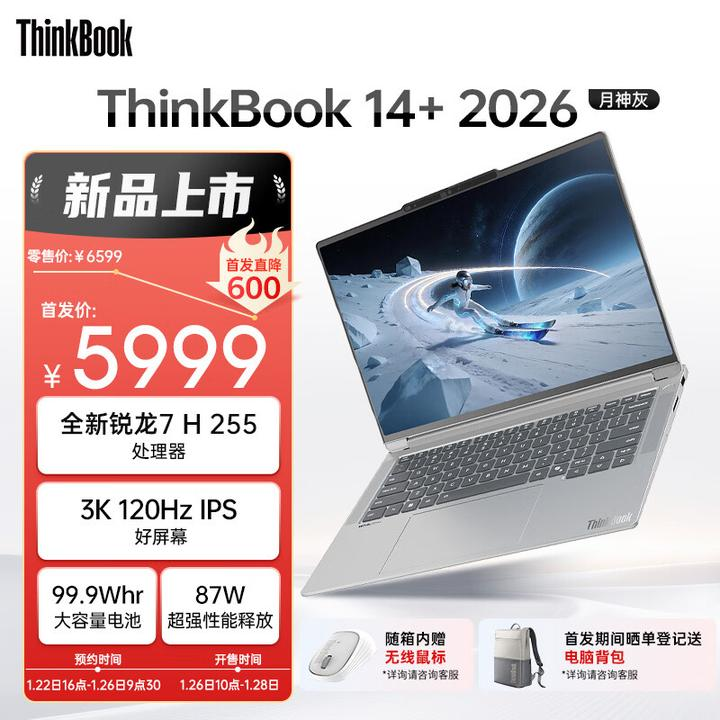 ThinkBook
ThinkBook 14+ 2026 月神灰
新品上市
零售价:￥6599
首发直降
600
首发价:
￥5999
全新锐龙7 H 255
处理器
3K 120Hz IPS
好屏幕
99.9Whr
大容量电池
87W
超强性能释放
预约时间
1.22日16点-1.26日9点30
开售时间
1.26日10点-1.28日
ThinkBook
随箱内赠
无线鼠标
*详情请咨询客服
首发期间晒单登记送
电脑背包
*详情请咨询客服